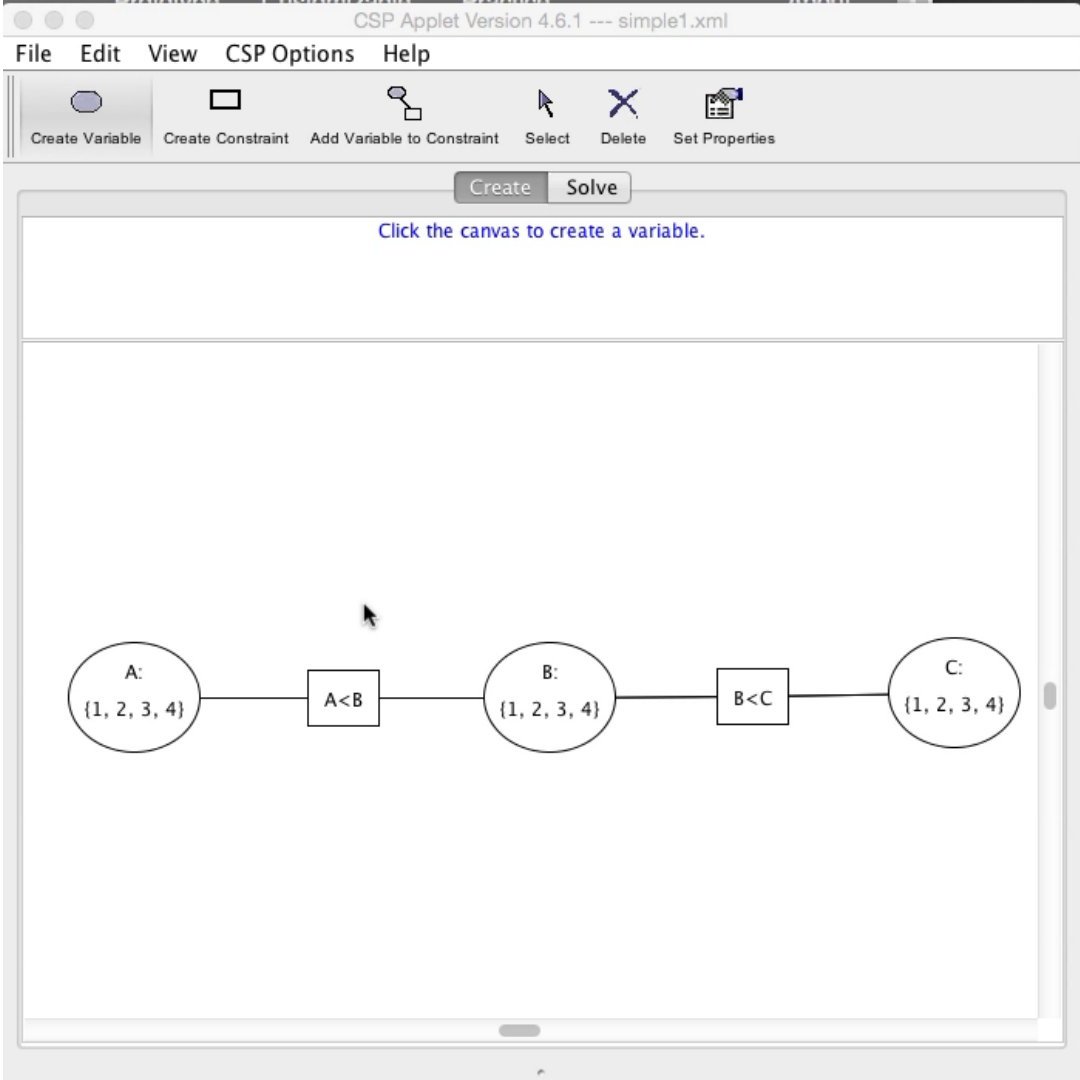 CSP Applet Version 4.6.1 --- simple1.xml
File Edit View CSP Options Help
Create Variable Create Constraint Add Variable to Constraint Select Delete Set Properties
Create Solve
Click the canvas to create a variable.
A: B: C:
{1, 2, 3, 4} A<B {1, 2, 3, 4} B<C {1, 2, 3, 4}